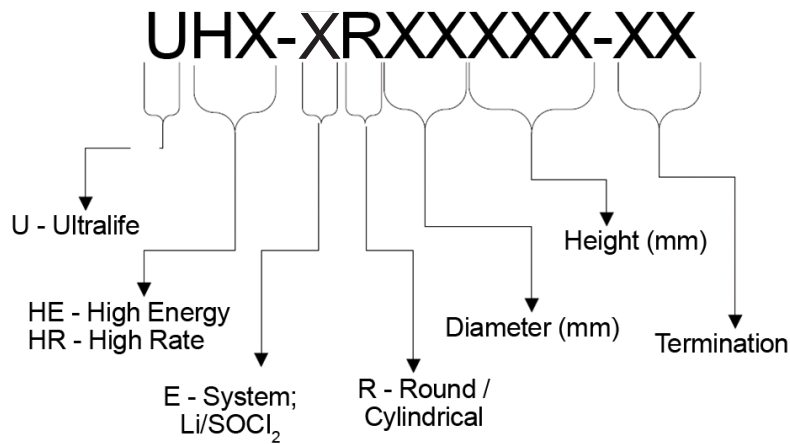 UHX-XRXXXXX-XX
U - Ultralife
Height (mm)
HE - High Energy
HR - High Rate
Diameter (mm)
Termination
E - System;
Li/SOCl₂
R - Round /
Cylindrical